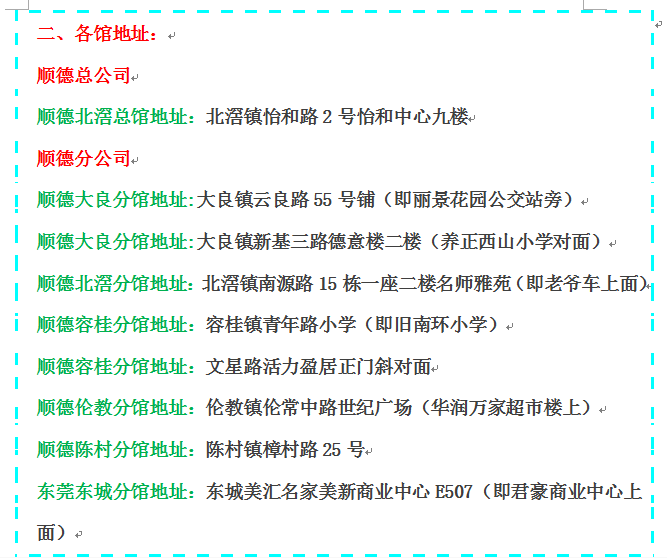 二、各馆地址：
顺德总公司
顺德北滘总馆地址：北滘镇怡和路 2 号怡和中心九楼
顺德分公司
顺德大良分馆地址:大良镇云良路 55 号铺（即丽景花园公交站旁）
顺德大良分馆地址:大良镇新基三路德意楼二楼（养正西山小学对面）
顺德北滘分馆地址：北滘镇南源路 15 栋一座二楼名师雅苑（即老爷车上面）
顺德容桂分馆地址：容桂镇青年路小学（即旧南环小学）
顺德容桂分馆地址：文星路活力盈居正门斜对面
顺德伦教分馆地址：伦教镇伦常中路世纪广场（华润万家超市楼上）
顺德陈村分馆地址：陈村镇樟村路 25 号
东莞东城分馆地址：东城美汇名家美新商业中心 E507（即君豪商业中心上
面）